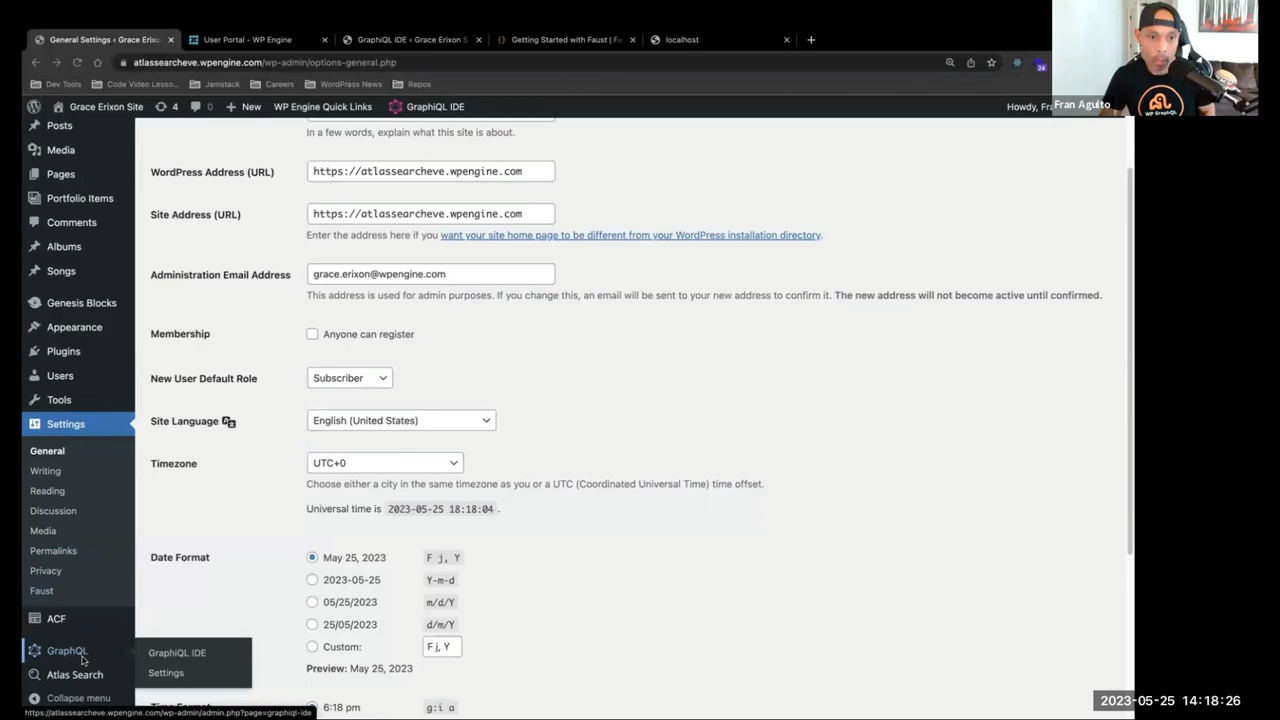 General Settings ‹ Grace Erixo
User Portal - WP Engine
GraphiQL IDE ‹ Grace Erixon S
Getting Started with Faust | Fa
localhost
atlassearcheve.wpengine.com/wp-admin/options-general.php
24
Dev Tools
Code Video Lesso...
Jamstack
Careers
WordPress News
Repos
Fran Agulto
WP GRAPHQL
Grace Erixon Site
4
0
New
WP Engine Quick Links
GraphiQL IDE
Howdy, Fra
Posts
Media
Pages
Portfolio Items
Comments
Albums
Songs
Genesis Blocks
Appearance
Plugins
Users
Tools
Settings
General
Writing
Reading
Discussion
Media
Permalinks
Privacy
Faust
ACF
GraphQL
Atlas Search
Collapse menu
GraphiQL IDE
Settings
In a few words, explain what this site is about.
WordPress Address (URL)
https://atlassearcheve.wpengine.com
Site Address (URL)
https://atlassearcheve.wpengine.com
Enter the address here if you want your site home page to be different from your WordPress installation directory.
Administration Email Address
grace.erixon@wpengine.com
This address is used for admin purposes. If you change this, an email will be sent to your new address to confirm it. The new address will not become active until confirmed.
Membership
Anyone can register
New User Default Role
Subscriber
Site Language
English (United States)
Timezone
UTC+0
Choose either a city in the same timezone as you or a UTC (Coordinated Universal Time) time offset.
Universal time is 2023-05-25 18:18:04 .
Date Format
May 25, 2023 F j, Y
2023-05-25 Y-m-d
05/25/2023 m/d/Y
25/05/2023 d/m/Y
Custom: F j, Y
Preview: May 25, 2023
6:18 pm g:i a
https://atlassearcheve.wpengine.com/wp-admin/admin.php?page=graphiql-ide
2023-05-25 14:18:26